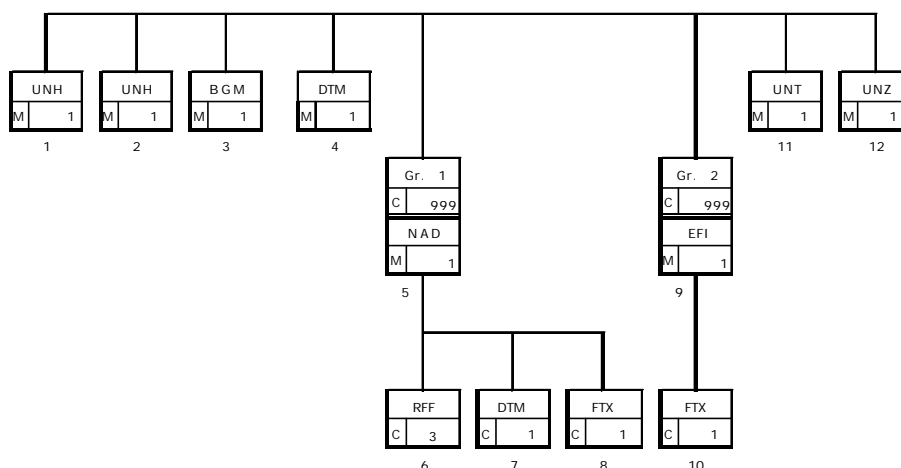 UNH UNH BGM DTM UNT UNZ
M 1 M 1 M 1 M 1 M 1 M 1
1 2 3 4 11 12
Gr. 1 Gr. 2
C 999 C 999
NAD EFI
M 1 M 1
5 9
RFF DTM FTX FTX
C 3 C 1 C 1 C 1
6 7 8 10